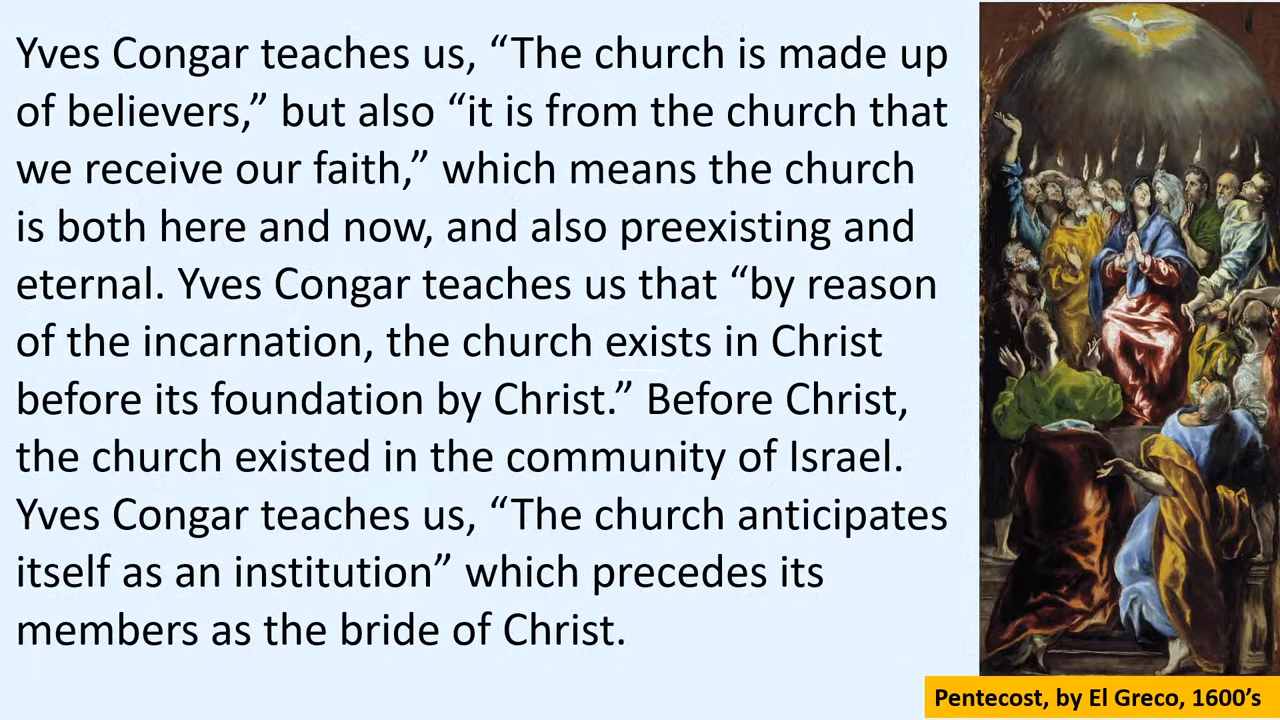 Yves Congar teaches us, “The church is made up
of believers,” but also “it is from the church that
we receive our faith,” which means the church
is both here and now, and also preexisting and
eternal. Yves Congar teaches us that “by reason
of the incarnation, the church exists in Christ
before its foundation by Christ.” Before Christ,
the church existed in the community of Israel.
Yves Congar teaches us, “The church anticipates
itself as an institution” which precedes its
members as the bride of Christ.
Pentecost, by El Greco, 1600’s